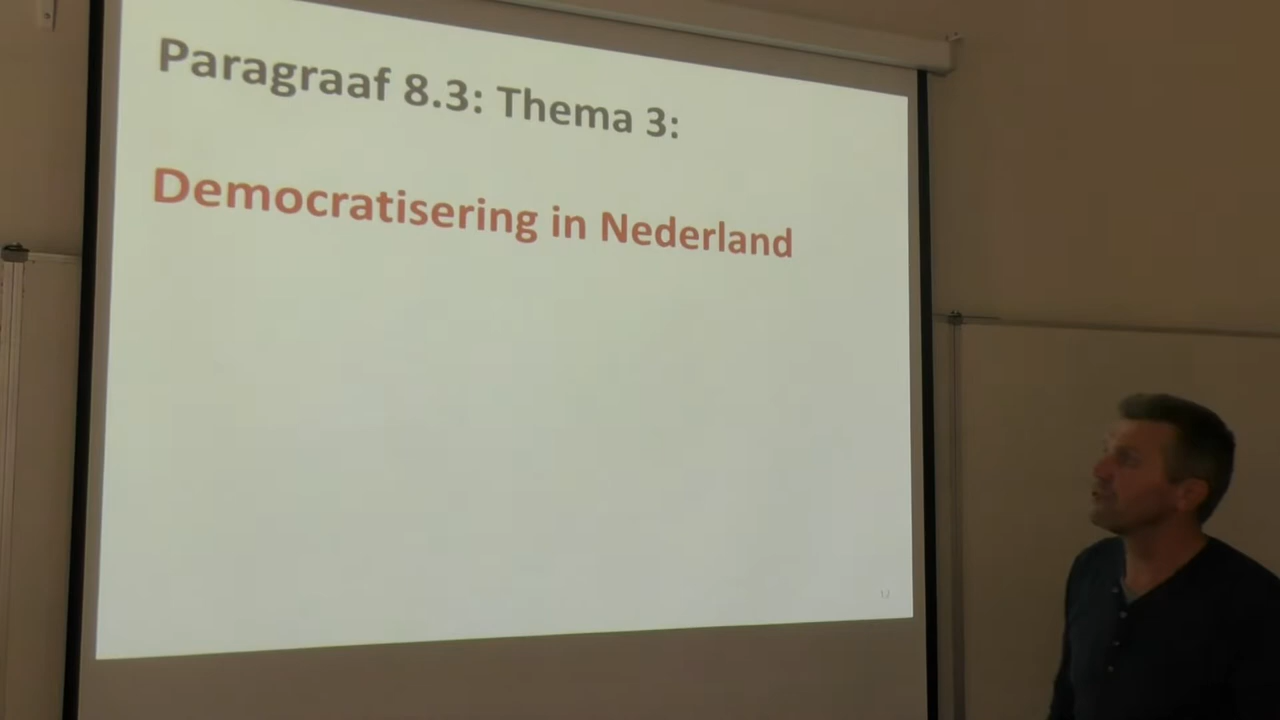 Paragraaf 8.3: Thema 3:
Democratisering in Nederland